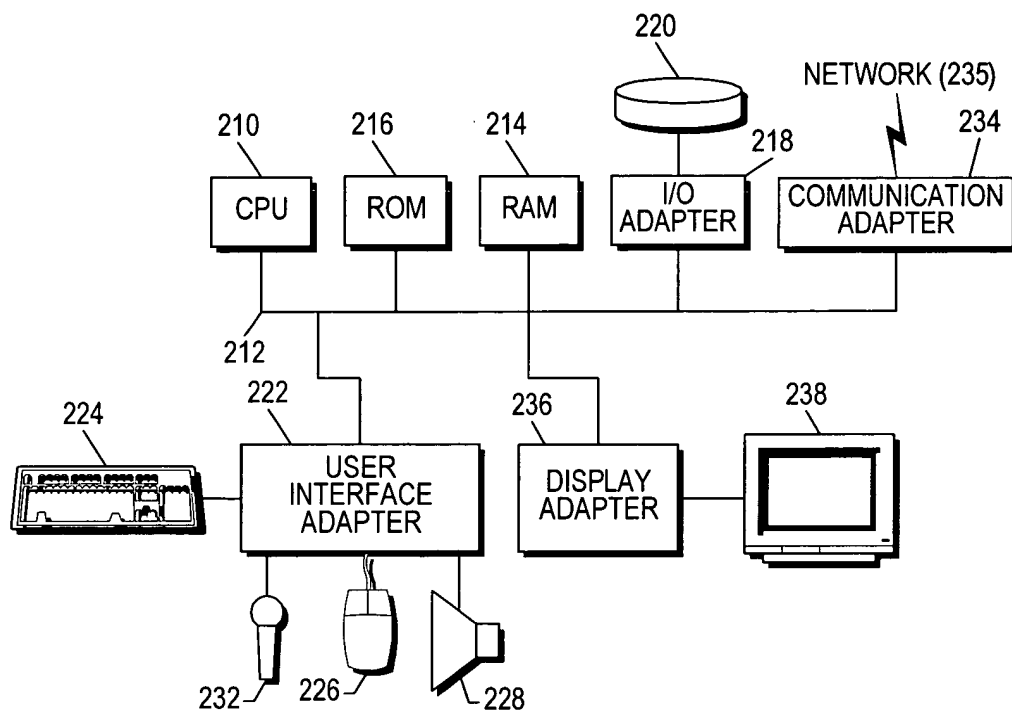 220
NETWORK (235)
210
216
214
218
234
CPU
ROM
RAM
I/O
ADAPTER
COMMUNICATION
ADAPTER
212
224
222
236
238
USER
INTERFACE
ADAPTER
DISPLAY
ADAPTER
232
226
228